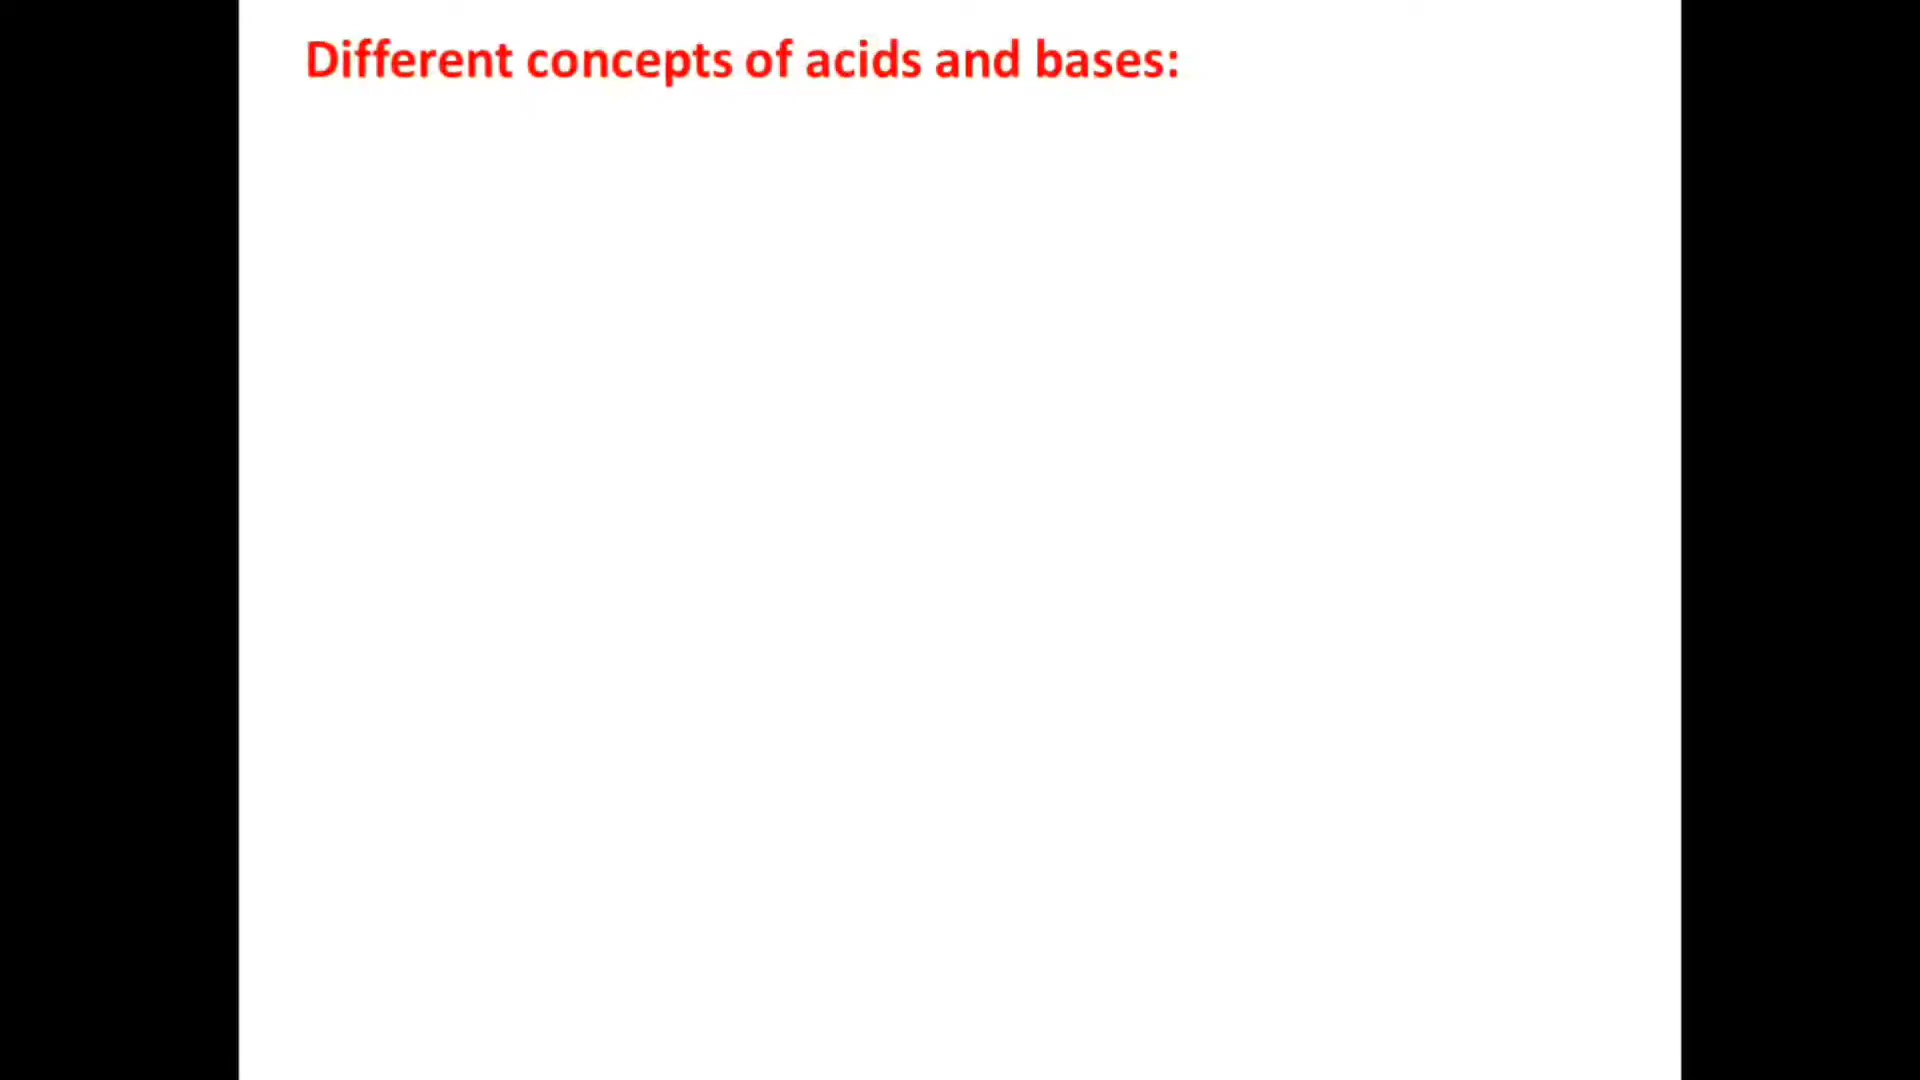 Different concepts of acids and bases: